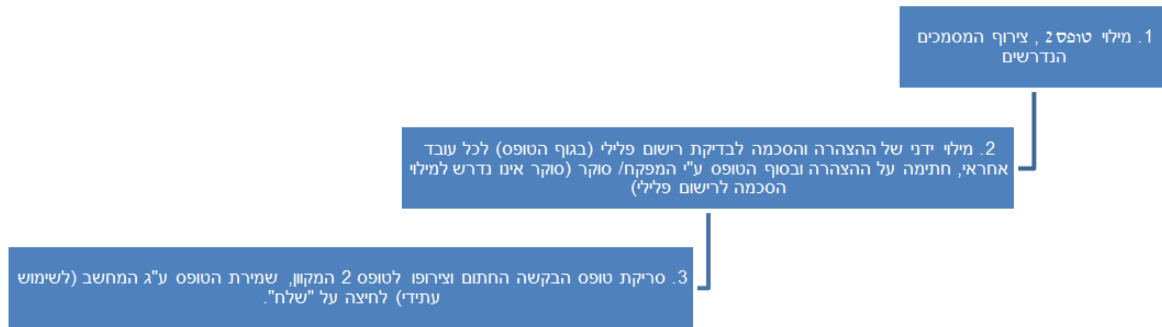 1. מילוי טופס 2 , צירוף המסמכים
הנדרשים
2. מילוי ידני של ההצהרה והסכמה לבדיקת רישום פלילי (בגוף הטופס) לכל עובד
אחראי, חתימה על ההצהרה ובסוף הטופס ע"י המפקח/ סוקר (סוקר אינו נדרש למילוי
הסכמה לרישום פלילי)
3. סריקת טופס הבקשה החתום וצירופו לטופס 2 המקוון, שמירת הטופס ע"ג המחשב (לשימוש
עתידי) לחיצה על "שלח".